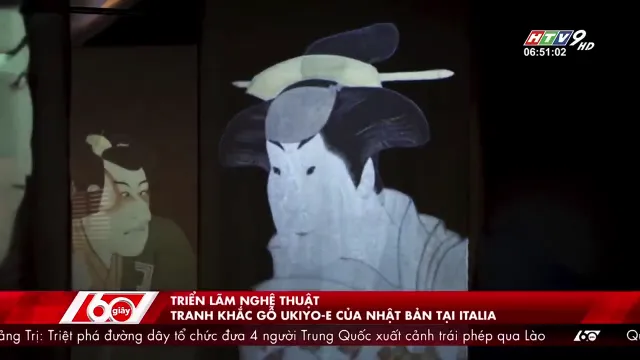 HTV9 HD
06:51:02
60 giây
TRIỂN LÃM NGHỆ THUẬT
TRANH KHẮC GỖ UKIYO-E CỦA NHẬT BẢN TẠI ITALIA
ảng Trị: Triệt phá đường dây tổ chức đưa 4 người Trung Quốc xuất cảnh trái phép qua Lào
60
Q